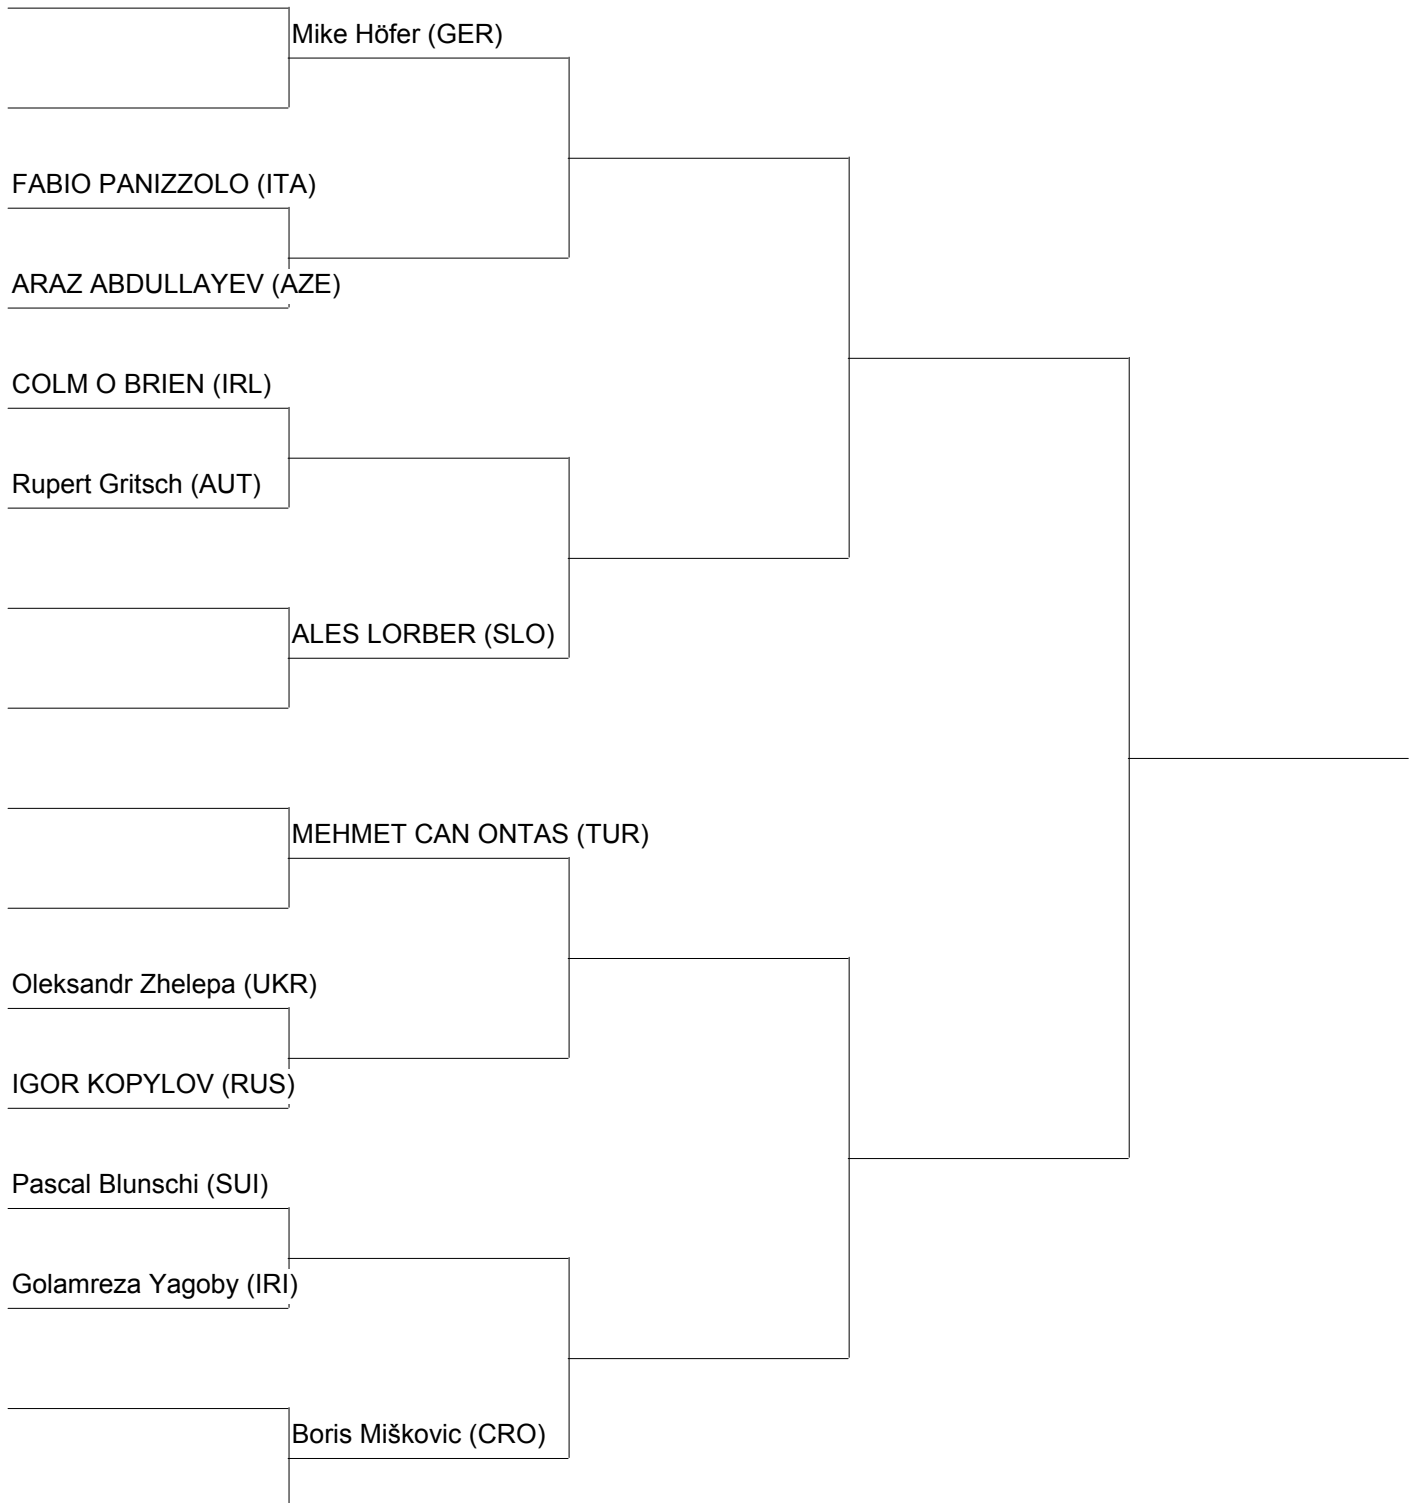 Mike Höfer (GER)
FABIO PANIZZOLO (ITA)
ARAZ ABDULLAYEV (AZE)
COLM O BRIEN (IRL)
Rupert Gritsch (AUT)
ALES LORBER (SLO)
MEHMET CAN ONTAS (TUR)
Oleksandr Zhelepa (UKR)
IGOR KOPYLOV (RUS)
Pascal Blunschi (SUI)
Golamreza Yagoby (IRI)
Boris Miškovic (CRO)